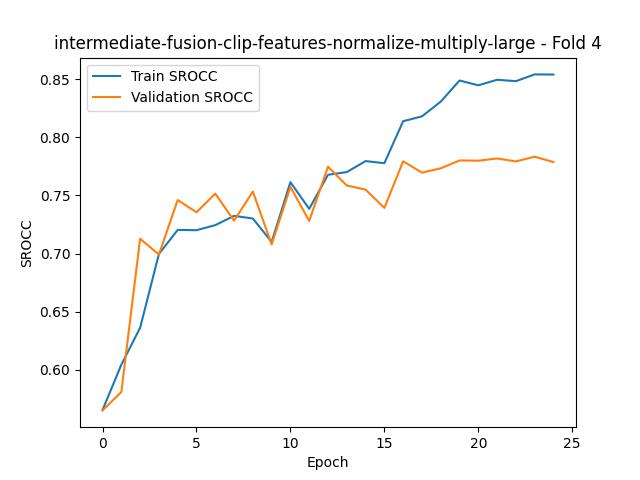 intermediate-fusion-clip-features-normalize-multiply-large - Fold 4
Train SROCC
Validation SROCC
0.85
0.80
0.75
0.70
0.65
0.60
SROCC
0 5 10 15 20 25
Epoch